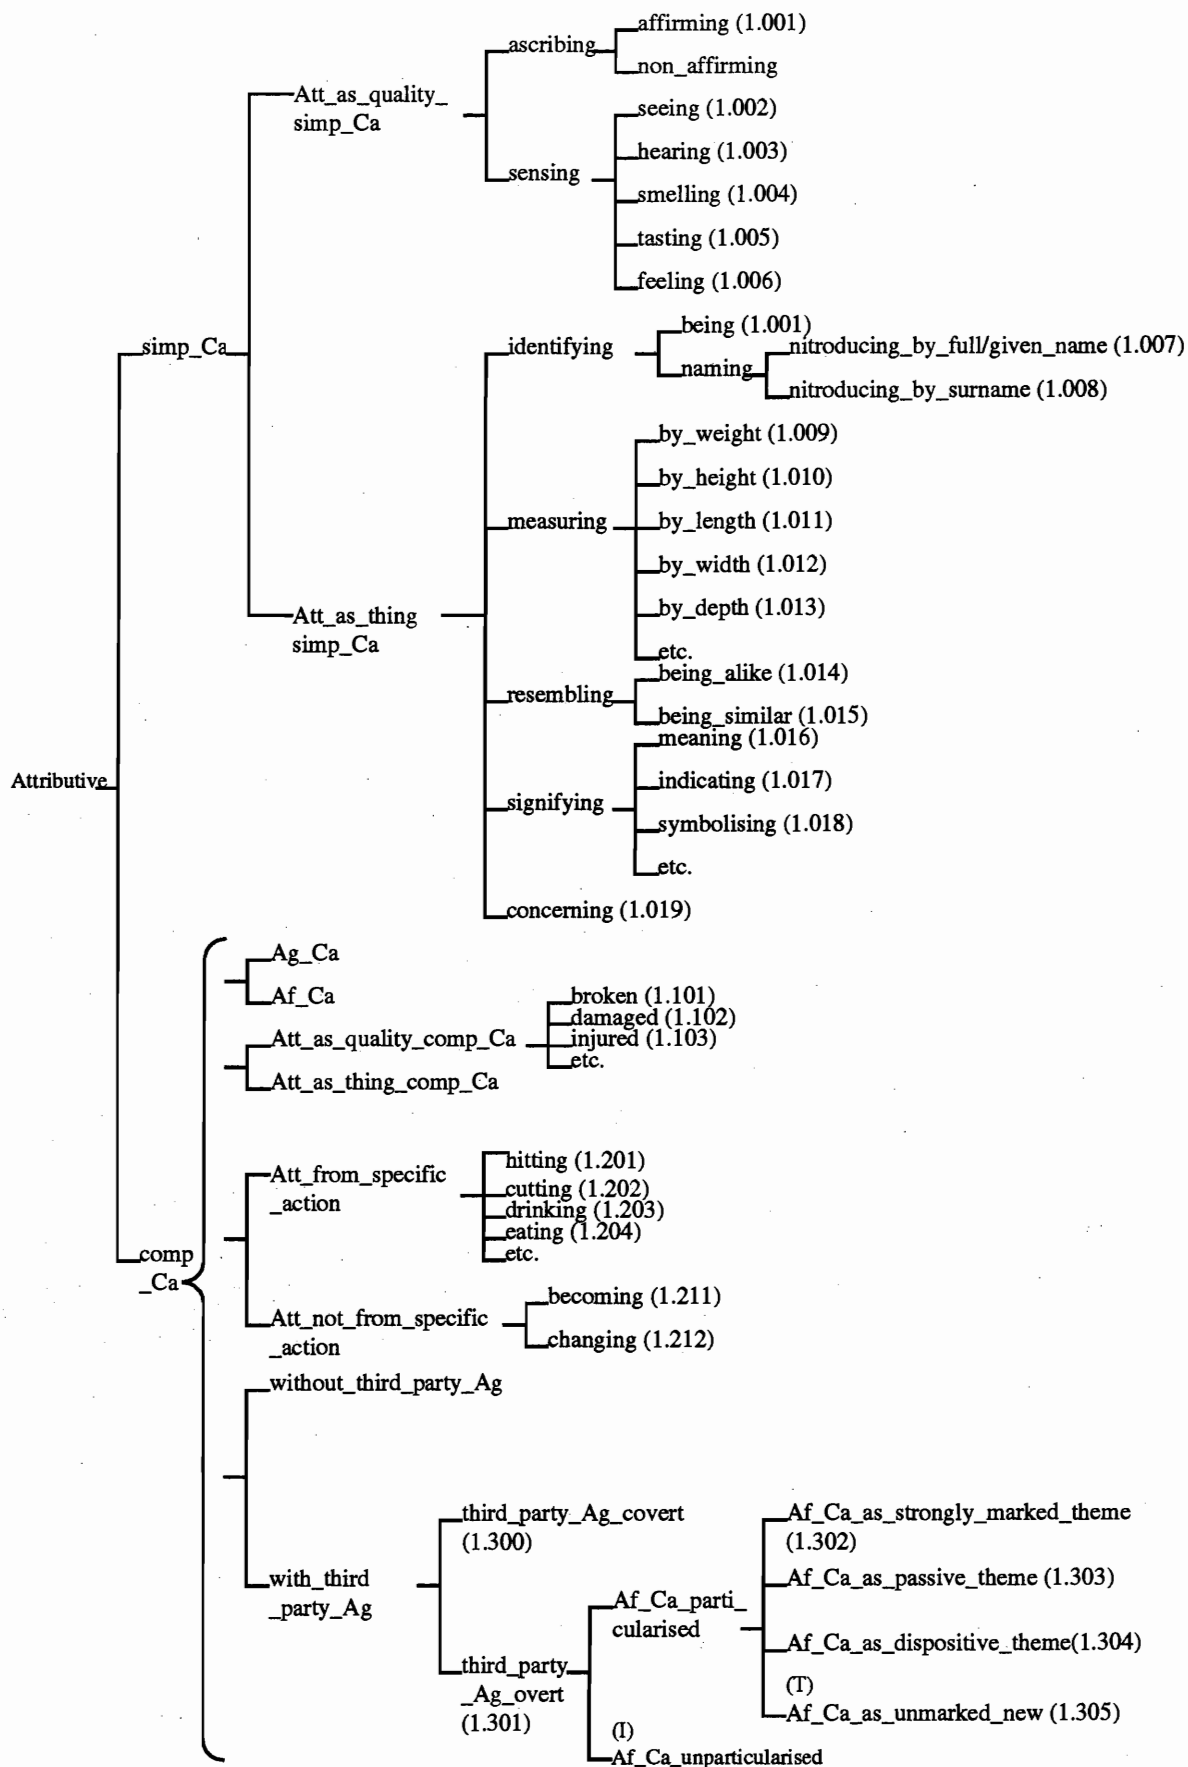 affirming (1.001)
ascribing
non_affirming
Att_as_quality_
simp_Ca
seeing (1.002)
hearing (1.003)
sensing
smelling (1.004)
tasting (1.005)
feeling (1.006)
simp_Ca
being (1.001)
identifying
nitroducing_by_full/given_name (1.007)
naming
nitroducing_by_surname (1.008)
by_weight (1.009)
by_height (1.010)
measuring
by_length (1.011)
by_width (1.012)
by_depth (1.013)
Att_as_thing
simp_Ca
etc.
being_alike (1.014)
resembling
being_similar (1.015)
meaning (1.016)
Attributive
indicating (1.017)
signifying
symbolising (1.018)
etc.
concerning (1.019)
Ag_Ca
Af_Ca
broken (1.101)
damaged (1.102)
Att_as_quality_comp_Ca
injured (1.103)
etc.
Att_as_thing_comp_Ca
hitting (1.201)
Att_from_specific
_action
cutting (1.202)
drinking (1.203)
eating (1.204)
etc.
comp
_Ca
becoming (1.211)
Att_not_from_specific
_action
changing (1.212)
without_third_party_Ag
third_party_Ag_covert
(1.300)
Af_Ca_as_strongly_marked_theme
(1.302)
with_third
_party_Ag
Af_Ca_as_passive_theme (1.303)
Af_Ca_parti_
cularised
Af_Ca_as_dispositive_theme(1.304)
third_party
_Ag_overt
(1.301)
(T)
Af_Ca_as_unmarked_new (1.305)
(I)
Af_Ca_unparticularised